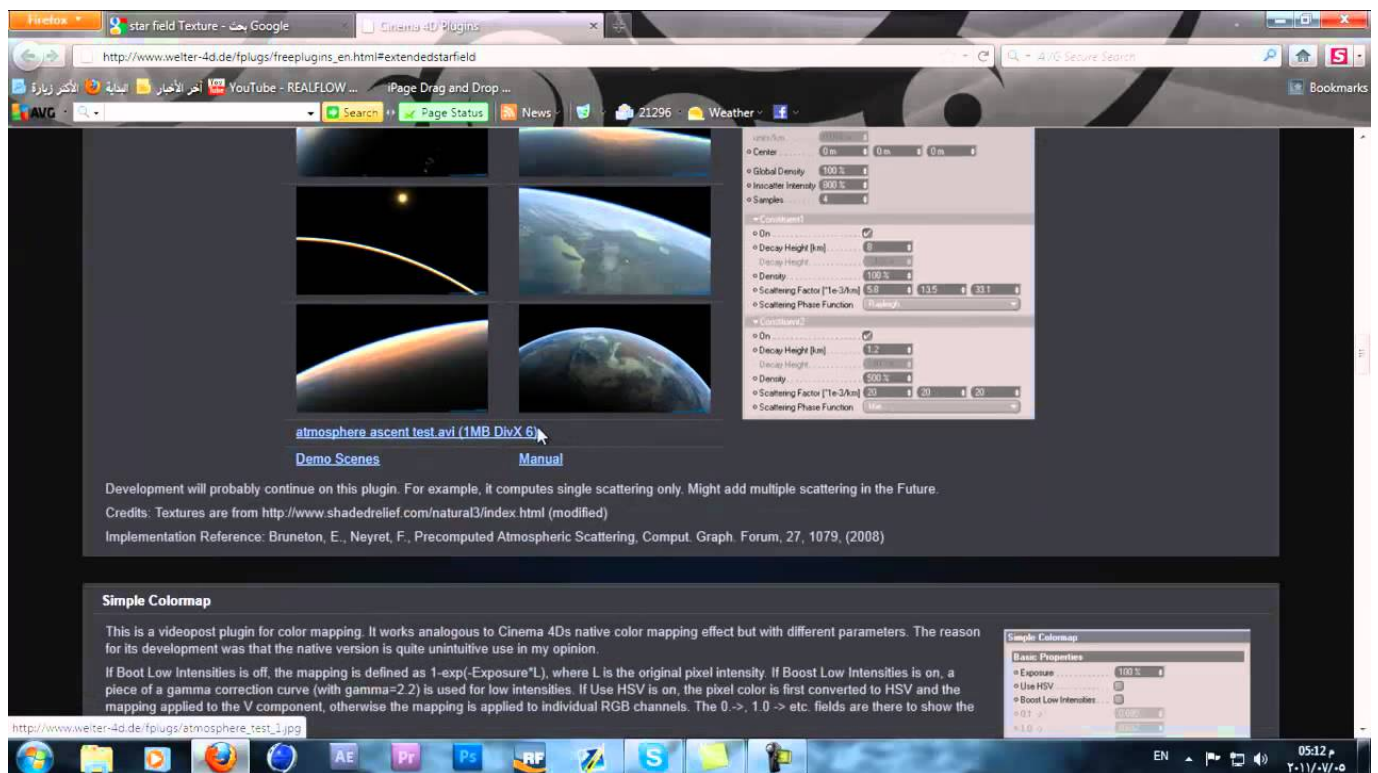 Firefox
star field Texture - بحث Google
Cinema 4D Plugins
http://www.welter-4d.de/fplugs/freeplugins_en.html#extendedstarfield
AVG Secure Search
الأكثر زيارة
البداية
آخر الأخبار
YouTube - REALFLOW ...
iPage Drag and Drop ...
Bookmarks
AVG
Search
Page Status
News
21296
Weather
units/km
Center 0 m 0 m 0 m
Global Density 100 %
Inscatter Intensity 800 %
Samples 4
Constituent1
On
Decay Height [km] 8
Decay Height
Density 100 %
Scattering Factor [*1e-3/km] 5.8 13.5 33.1
Scattering Phase Function Rayleigh
Constituent2
On
Decay Height [km] 1.2
Decay Height
Density 500 %
Scattering Factor [*1e-3/km] 20 20 20
Scattering Phase Function Mie
atmosphere ascent test.avi (1MB DivX 6)
Demo Scenes
Manual
Development will probably continue on this plugin. For example, it computes single scattering only. Might add multiple scattering in the Future.
Credits: Textures are from http://www.shadedrelief.com/natural3/index.html (modified)
Implementation Reference: Bruneton, E., Neyret, F., Precomputed Atmospheric Scattering, Comput. Graph. Forum, 27, 1079, (2008)
Simple Colormap
This is a videopost plugin for color mapping. It works analogous to Cinema 4Ds native color mapping effect but with different parameters. The reason
for its development was that the native version is quite unintuitive use in my opinion.
If Boot Low Intensities is off, the mapping is defined as 1-exp(-Exposure*L), where L is the original pixel intensity. If Boost Low Intensities is on, a
piece of a gamma correction curve (with gamma=2.2) is used for low intensities. If Use HSV is on, the pixel color is first converted to HSV and the
mapping applied to the V component, otherwise the mapping is applied to individual RGB channels. The 0.->, 1.0 -> etc. fields are there to show the
Simple Colormap
Basic Properties
Exposure 100 %
Use HSV
Boost Low Intensities
0.1 ->
1.0 ->
http://www.welter-4d.de/fplugs/atmosphere_test_1.jpg
AE
Pr
Ps
RF
S
EN
05:12 م
٢٠١١/٠٧/٠٥